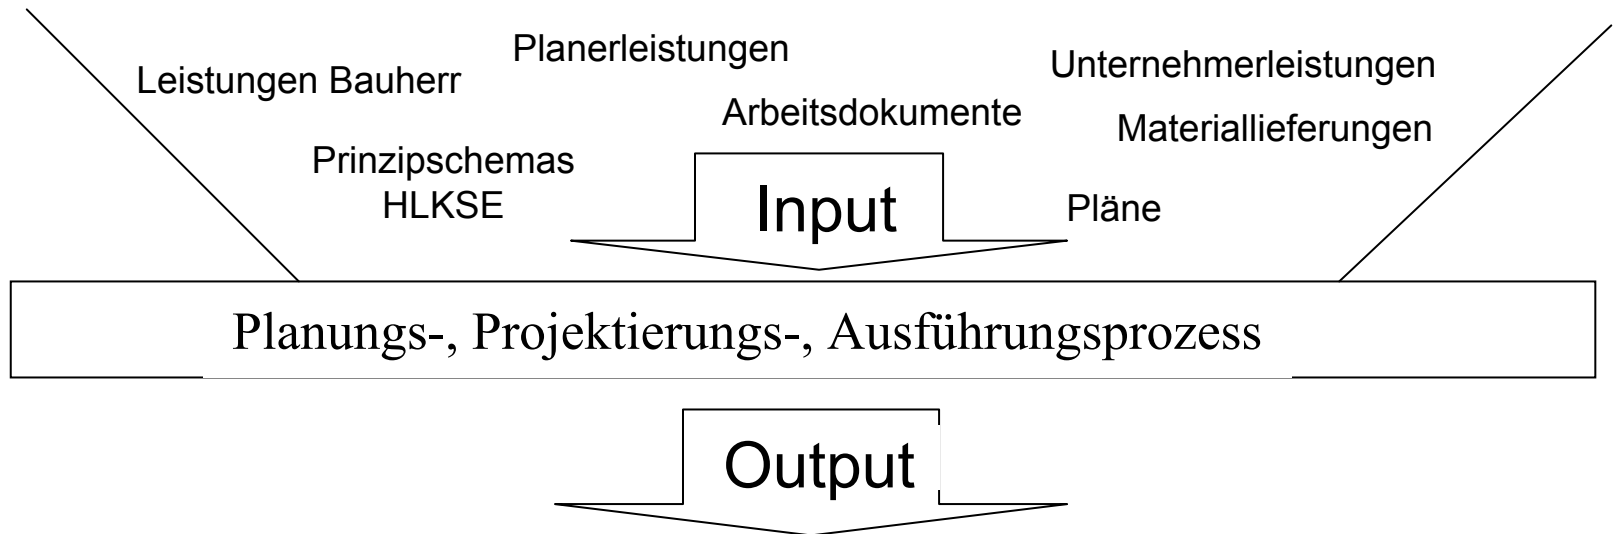 Planerleistungen
Leistungen Bauherr
Unternehmerleistungen
Arbeitsdokumente
Materiallieferungen
Prinzipschemas
HLKSE
Input
Pläne
Planungs-, Projektierungs-, Ausführungsprozess
Output